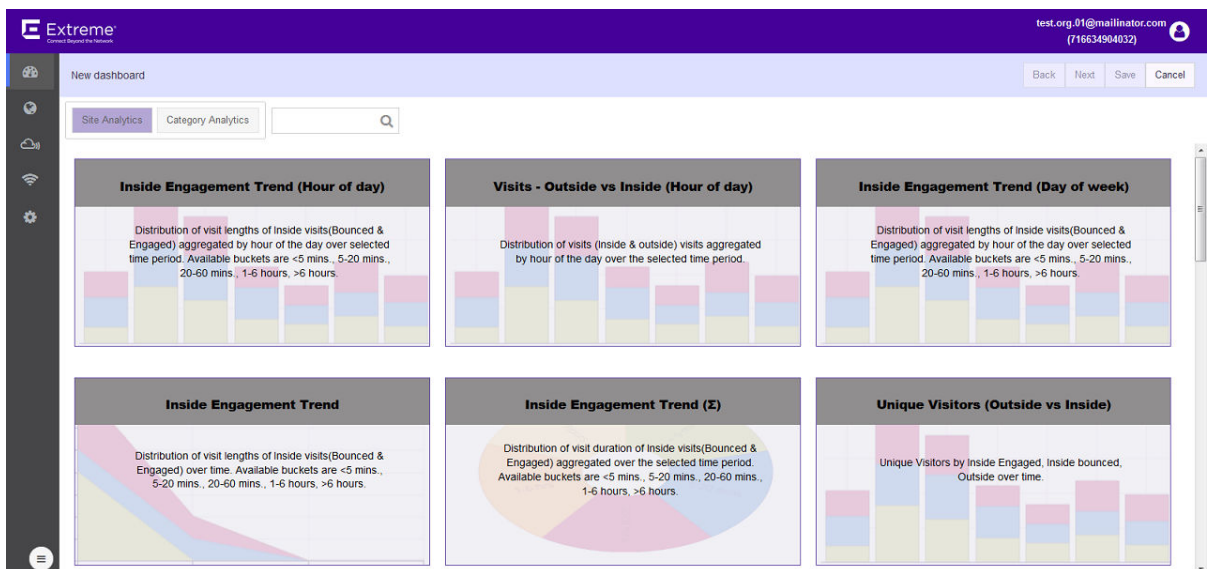 Extreme
Connect Beyond the Network
test.org.01@mailinator.com
(716634904032)
New dashboard
Back
Next
Save
Cancel
Site Analytics
Category Analytics
Inside Engagement Trend (Hour of day)
Distribution of visit lengths of Inside visits(Bounced &
Engaged) aggregated by hour of the day over selected
time period. Available buckets are <5 mins., 5-20 mins.,
20-60 mins., 1-6 hours, >6 hours.
Visits - Outside vs Inside (Hour of day)
Distribution of visits (Inside & outside) visits aggregated
by hour of the day over the selected time period.
Inside Engagement Trend (Day of week)
Distribution of visit lengths of Inside visits(Bounced &
Engaged) aggregated by hour of the day over selected
time period. Available buckets are <5 mins., 5-20 mins.,
20-60 mins., 1-6 hours, >6 hours.
Inside Engagement Trend
Distribution of visit lengths of Inside visits(Bounced &
Engaged) over time. Available buckets are <5 mins.,
5-20 mins., 20-60 mins., 1-6 hours, >6 hours.
Inside Engagement Trend (Σ)
Distribution of visit duration of Inside visits(Bounced &
Engaged) aggregated over the selected time period.
Available buckets are <5 mins., 5-20 mins., 20-60 mins.,
1-6 hours, >6 hours.
Unique Visitors (Outside vs Inside)
Unique Visitors by Inside Engaged, Inside bounced,
Outside over time.